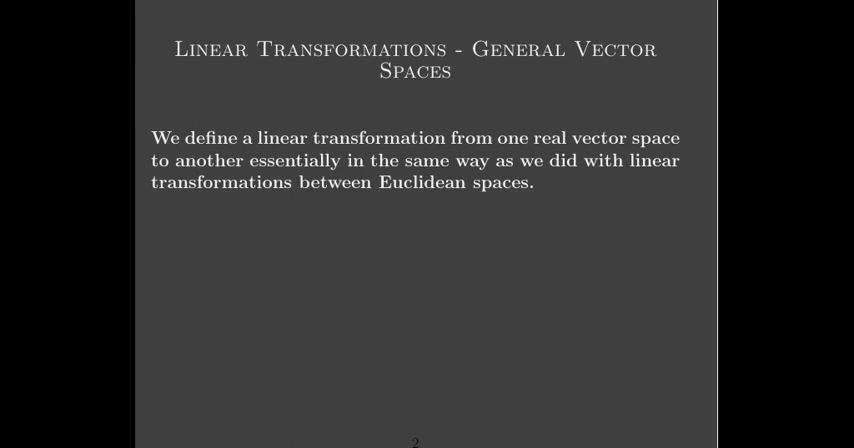 Linear Transformations - General Vector
Spaces
We define a linear transformation from one real vector space
to another essentially in the same way as we did with linear
transformations between Euclidean spaces.
2